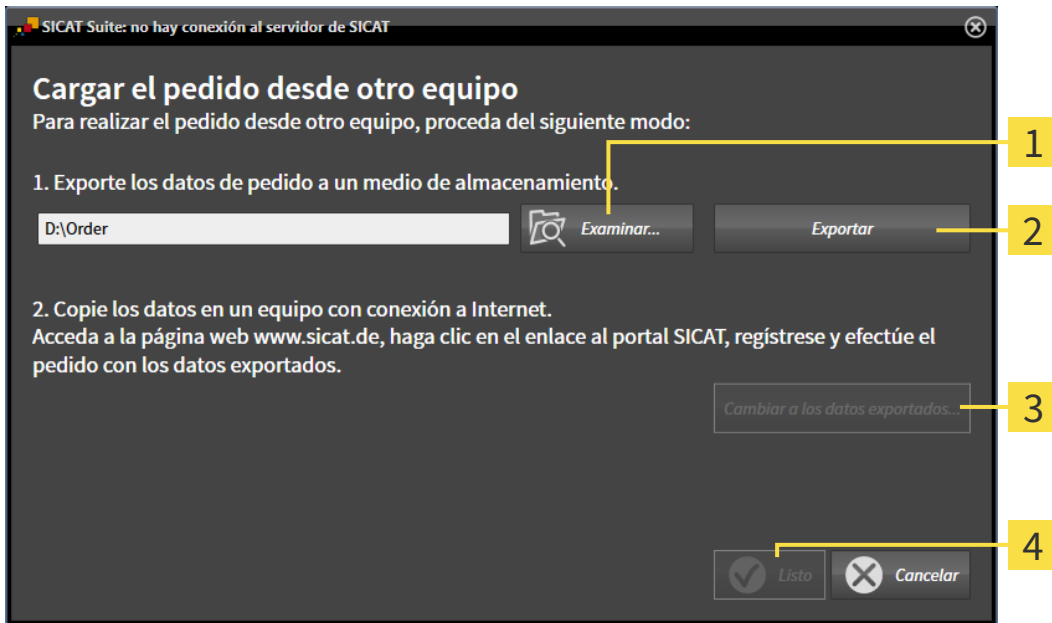 SICAT Suite: no hay conexión al servidor de SICAT
Cargar el pedido desde otro equipo
Para realizar el pedido desde otro equipo, proceda del siguiente modo:
1
1. Exporte los datos de pedido a un medio de almacenamiento.
D:\Order
Examinar...
Exportar
2
2. Copie los datos en un equipo con conexión a Internet.
Acceda a la página web www.sicat.de, haga clic en el enlace al portal SICAT, regístrese y efectúe el
pedido con los datos exportados.
Cambiar a los datos exportados...
3
4
Listo
Cancelar